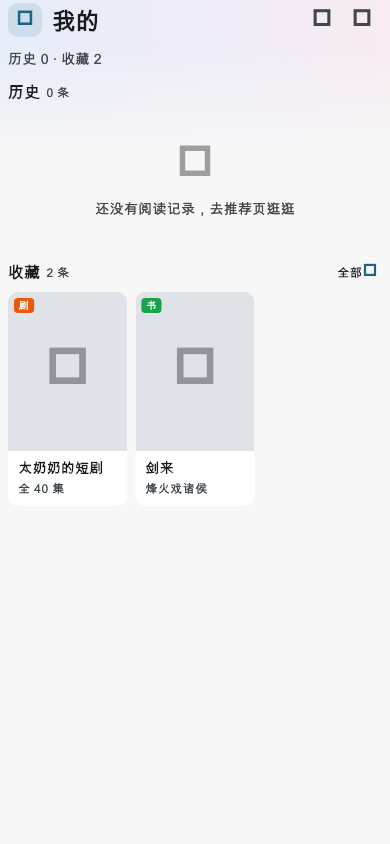 我的
历史 0 · 收藏 2
历史 0 条
还没有阅读记录，去推荐页逛逛
收藏 2 条 全部
剧 书
太奶奶的短剧 剑来
全 40 集 烽火戏诸侯